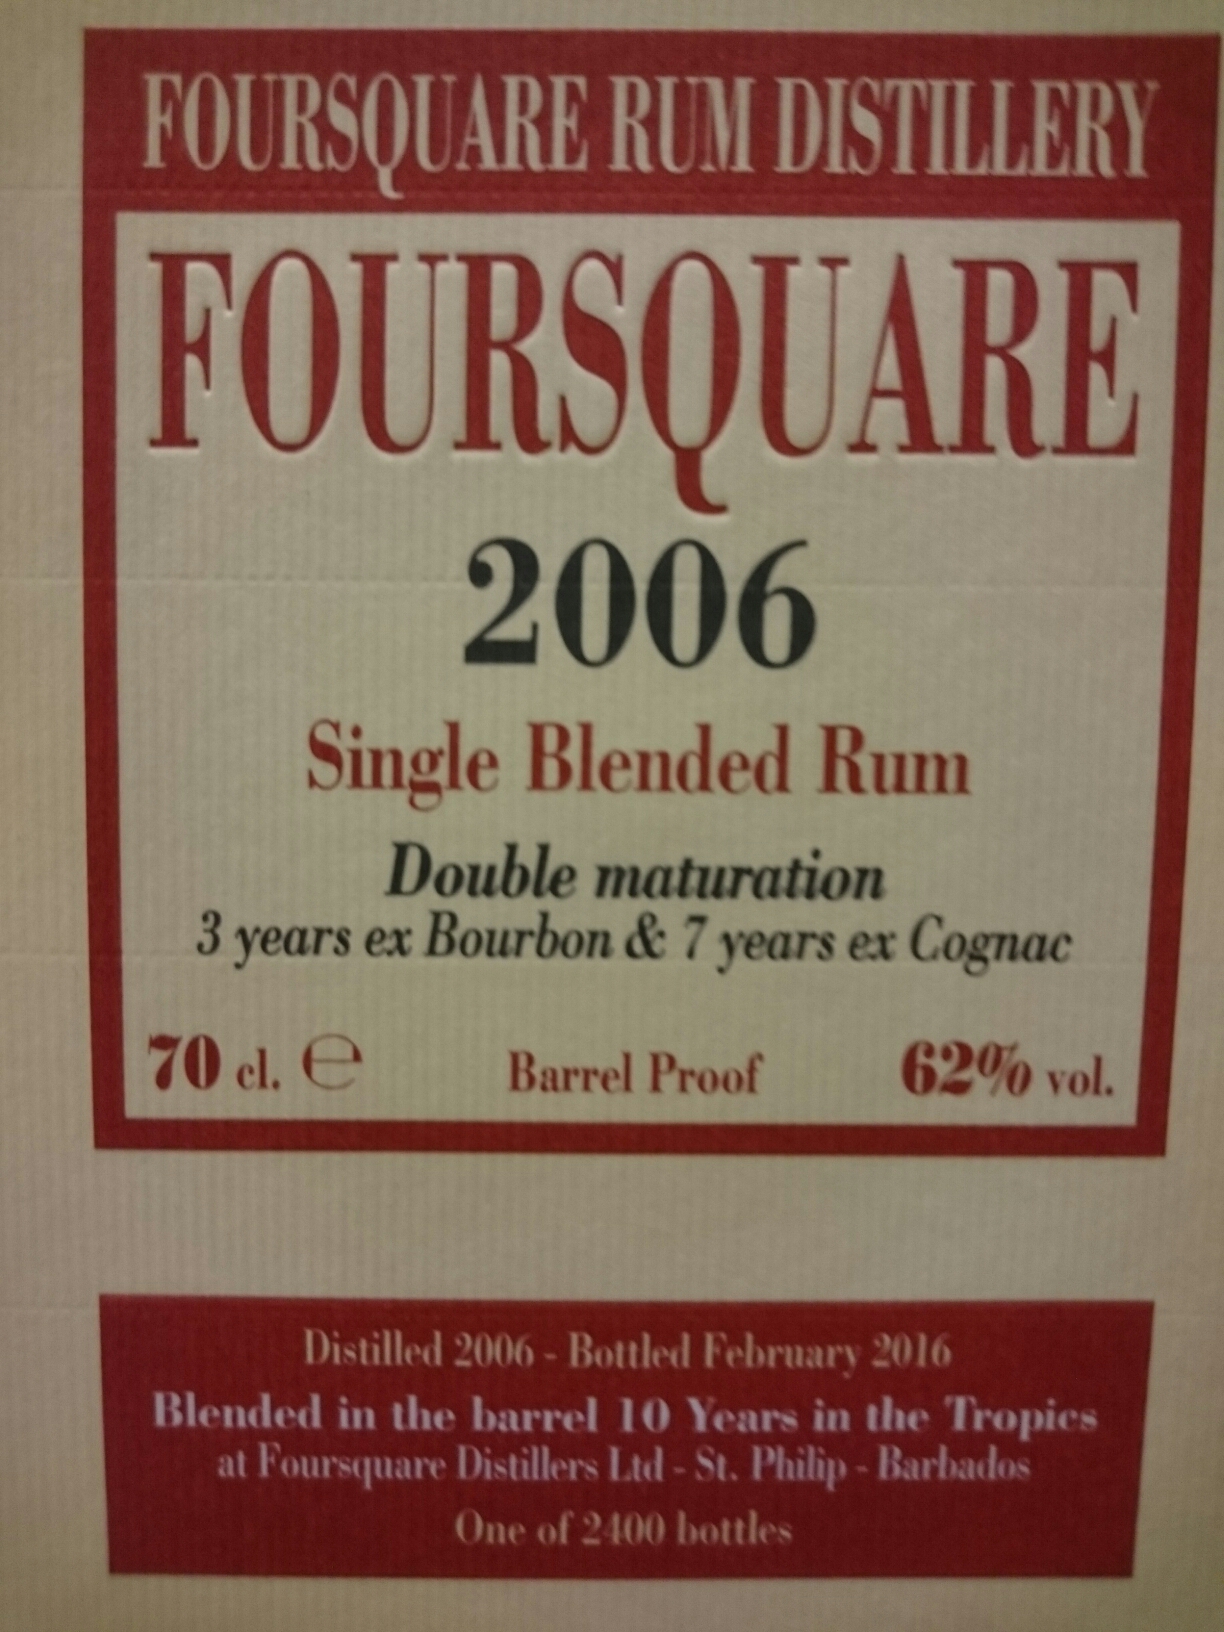 FOURSQUARE RUM DISTILLERY
FOURSQUARE
2006
Single Blended Rum
Double maturation
3 years ex Bourbon & 7 years ex Cognac
70 cl. ℮ Barrel Proof 62% vol.
Distilled 2006 - Bottled February 2016
Blended in the barrel 10 Years in the Tropics
at Foursquare Distillers Ltd - St. Philip - Barbados
One of 2400 bottles